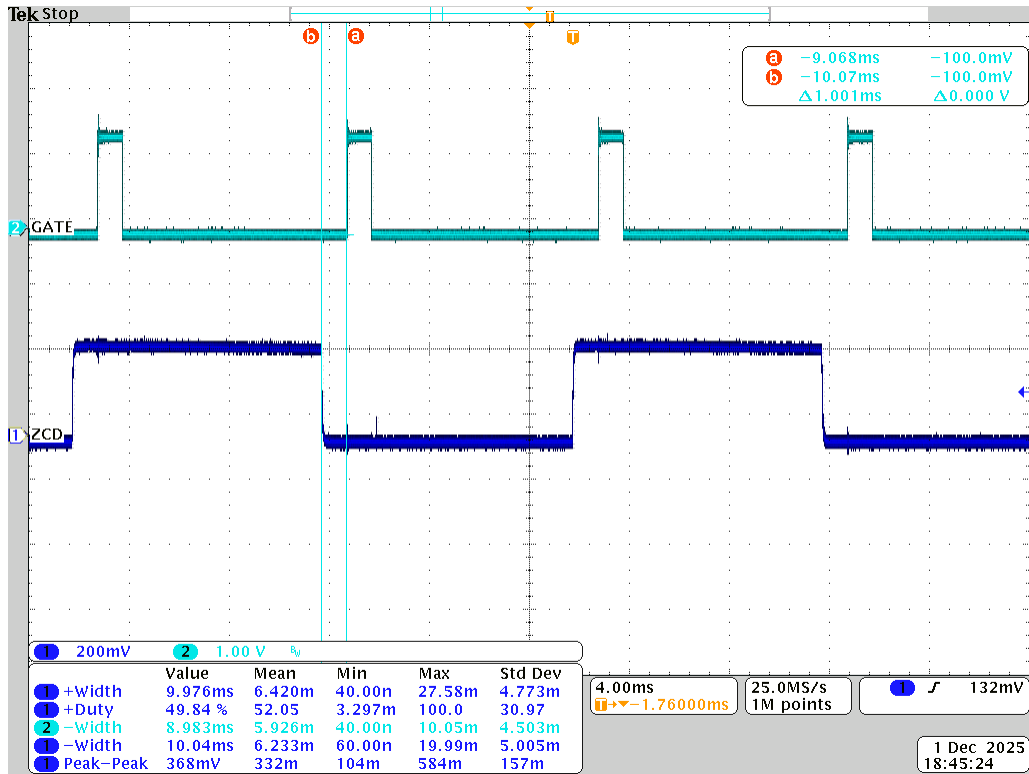 Tek Stop
T
b a T
a -9.068ms -100.0mV
b -10.07ms -100.0mV
Δ1.001ms Δ0.000 V
2 GATE
1 ZCD
1 200mV 2 1.00 V BW
Value Mean Min Max Std Dev
1 +Width 9.976ms 6.420m 40.00n 27.58m 4.773m
1 +Duty 49.84 % 52.05 3.297m 100.0 30.97
2 -Width 8.983ms 5.926m 40.00n 10.05m 4.503m
1 -Width 10.04ms 6.233m 60.00n 19.99m 5.005m
1 Peak-Peak 368mV 332m 104m 584m 157m
4.00ms
T→▼-1.76000ms
25.0MS/s
1M points
1 ƒ 132mV
1 Dec 2025
18:45:24